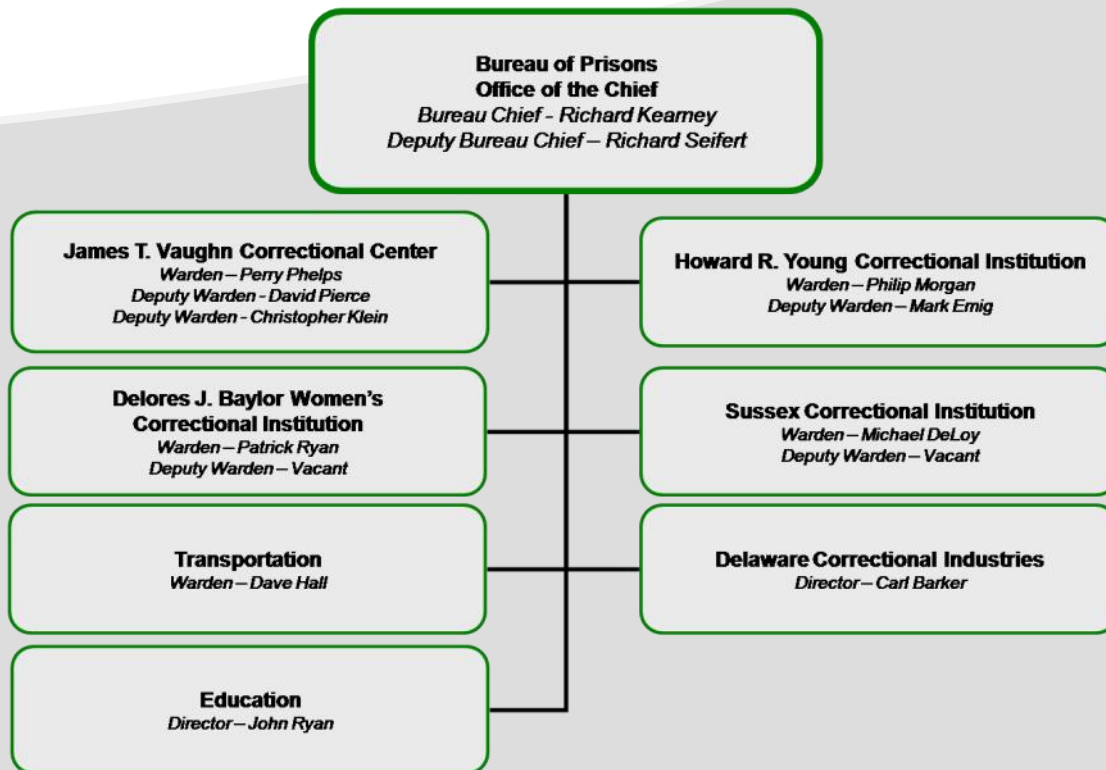 Bureau of Prisons
Office of the Chief
Bureau Chief - Richard Kearney
Deputy Bureau Chief – Richard Seifert
James T. Vaughn Correctional Center
Warden – Perry Phelps
Deputy Warden - David Pierce
Deputy Warden - Christopher Klein
Howard R. Young Correctional Institution
Warden – Philip Morgan
Deputy Warden – Mark Emig
Delores J. Baylor Women's
Correctional Institution
Warden – Patrick Ryan
Deputy Warden – Vacant
Sussex Correctional Institution
Warden – Michael DeLoy
Deputy Warden – Vacant
Transportation
Warden – Dave Hall
Delaware Correctional Industries
Director – Carl Barker
Education
Director – John Ryan